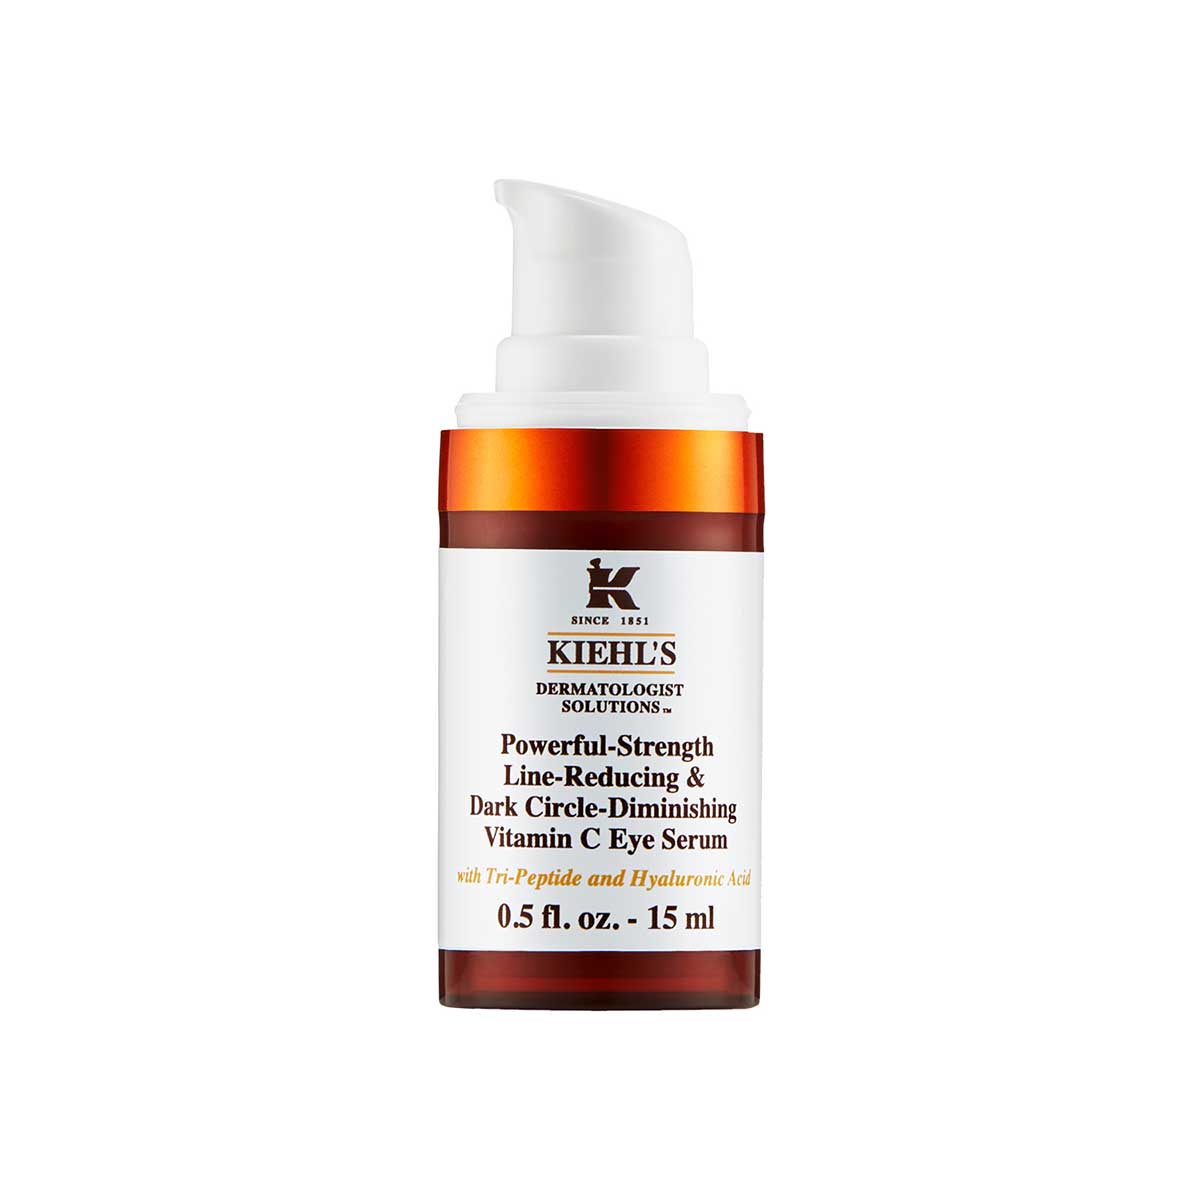 K
SINCE 1851
KIEHL'S
DERMATOLOGIST
SOLUTIONS™
Powerful-Strength
Line-Reducing &
Dark Circle-Diminishing
Vitamin C Eye Serum
with Tri-Peptide and Hyaluronic Acid
0.5 fl. oz. - 15 ml